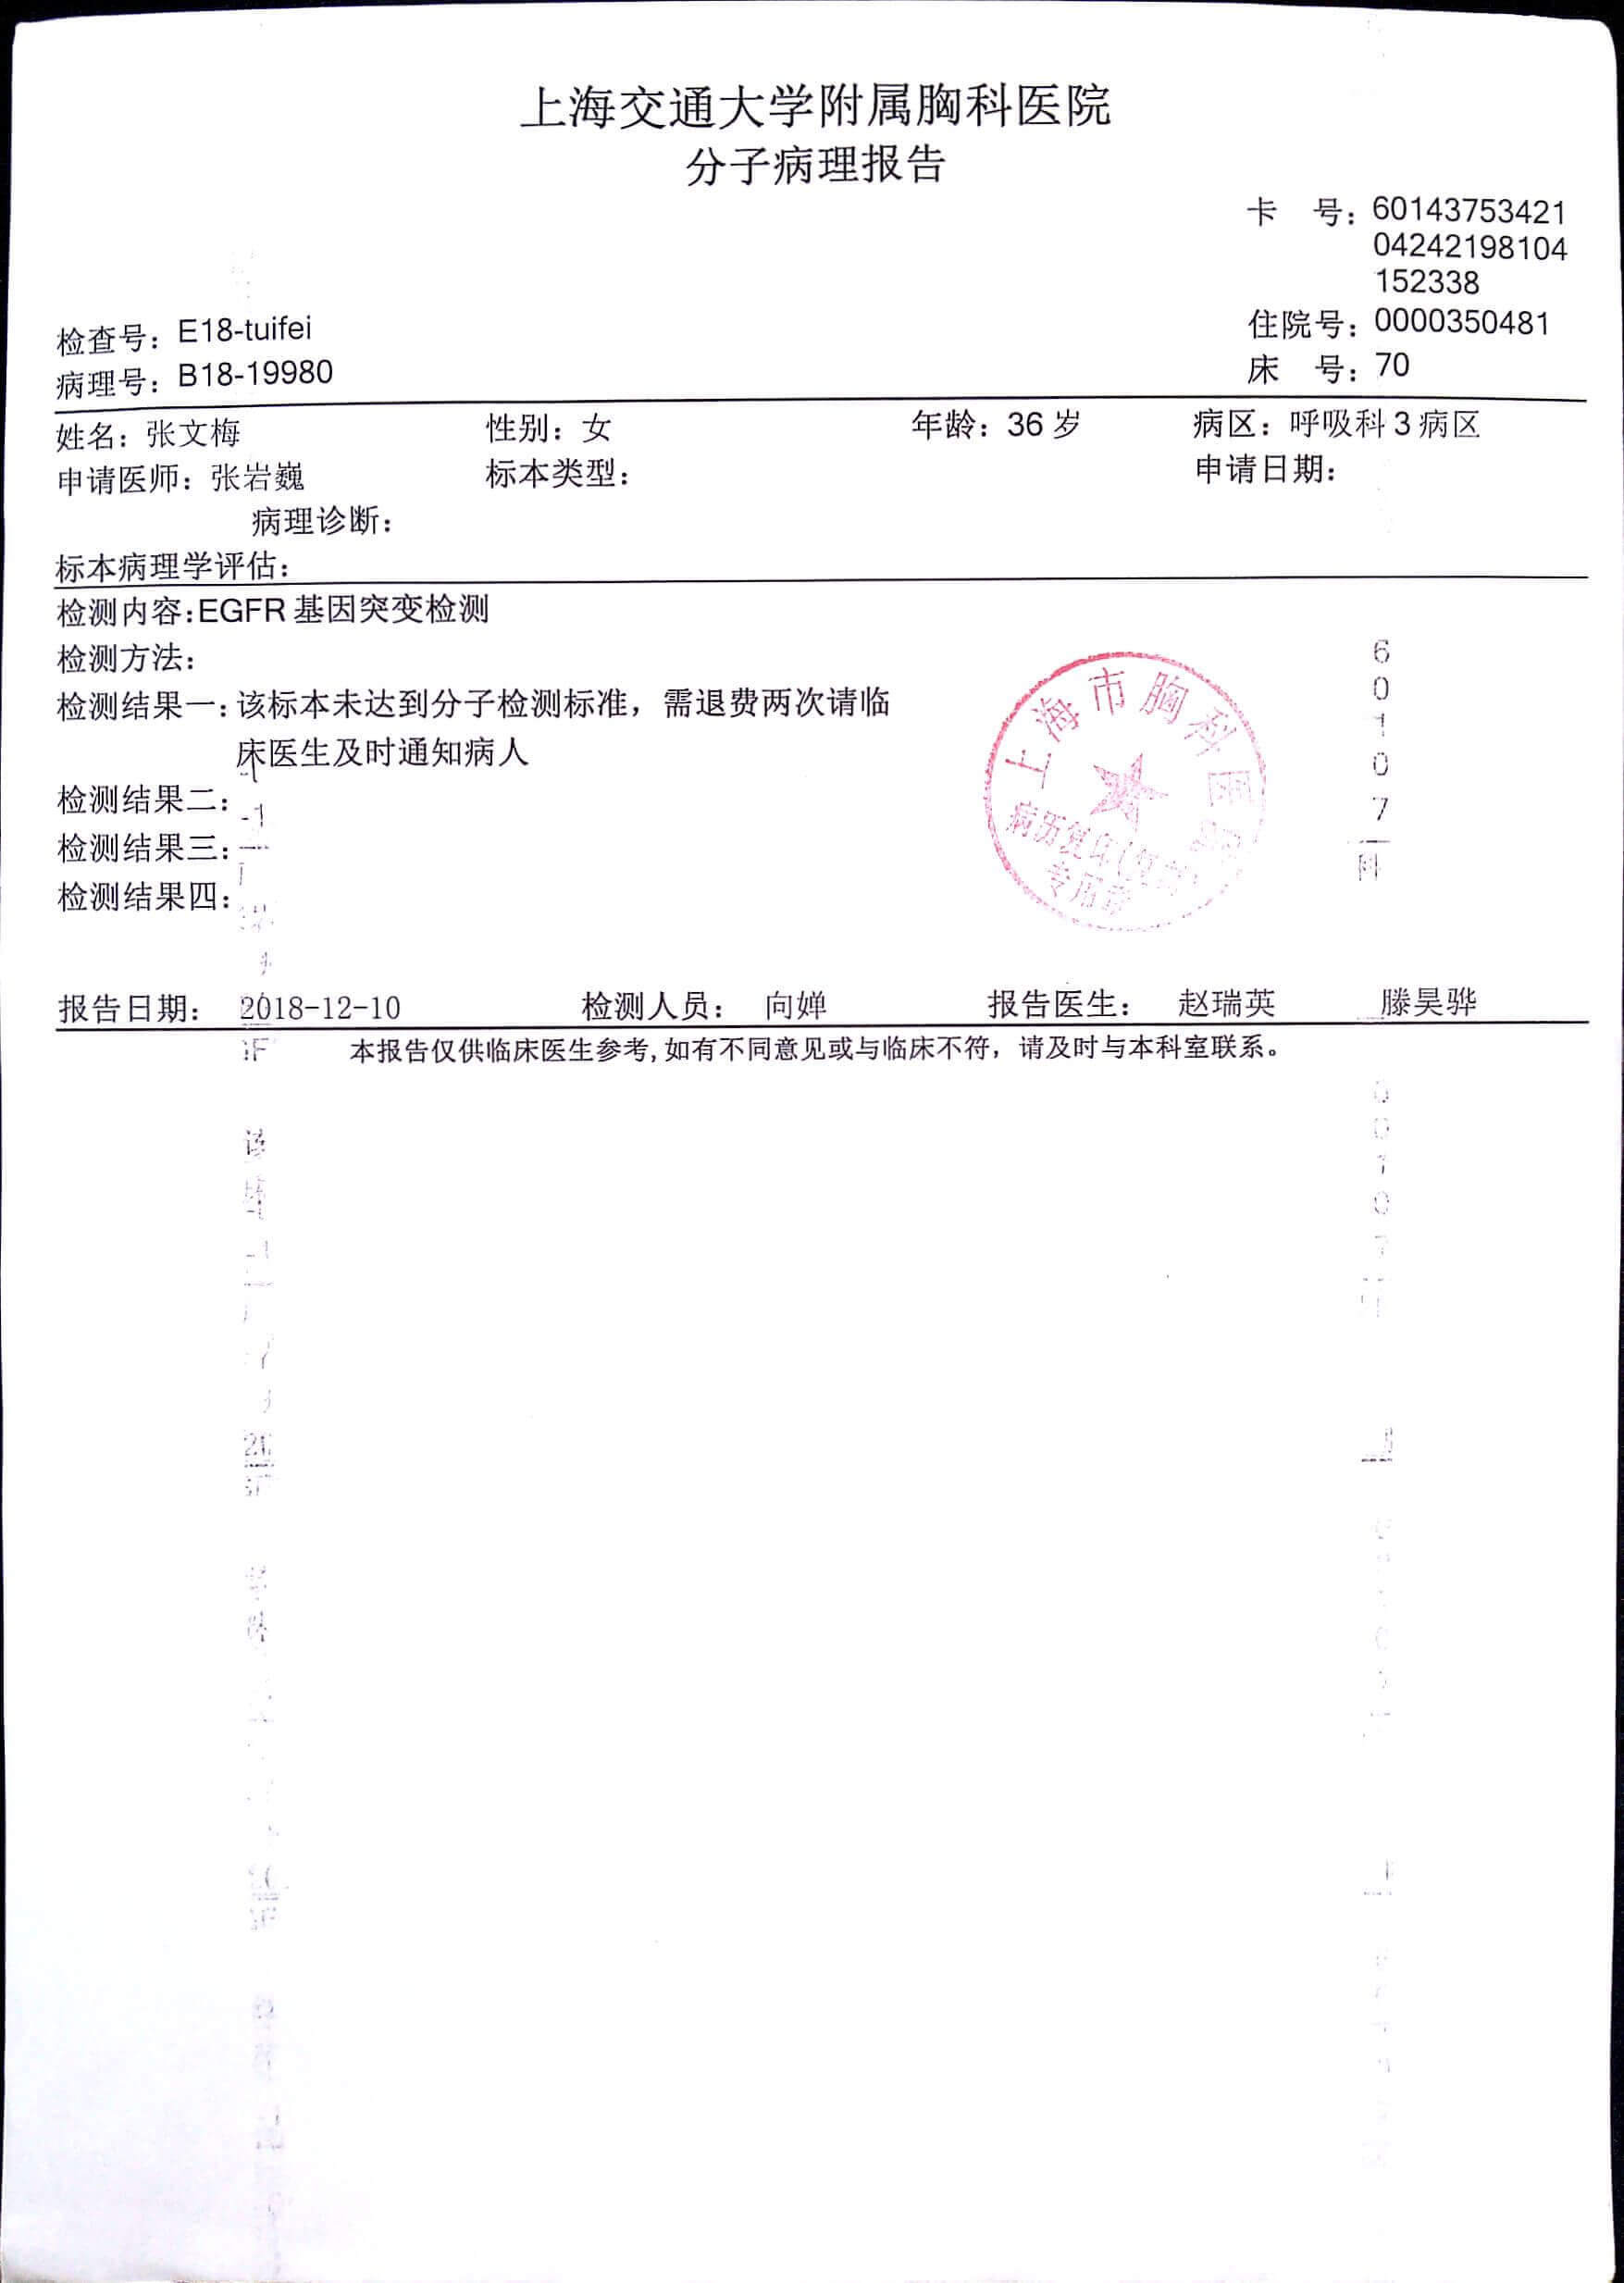 上海交通大学附属胸科医院
分子病理报告
卡 号: 60143753421
04242198104
152338
检查号: E18-tuifei
住院号: 0000350481
病理号: B18-19980
床 号: 70
姓名: 张文梅 性别: 女 年龄: 36 岁 病区: 呼吸科 3 病区
申请医师: 张岩巍 标本类型: 申请日期:
病理诊断:
标本病理学评估:
检测内容:EGFR 基因突变检测
检测方法:
检测结果一: 该标本未达到分子检测标准，需退费两次请临
床医生及时通知病人
检测结果二:
检测结果三:
检测结果四:
上海市胸科医院
病历复印(复制)
专用章
报告日期: 2018-12-10 检测人员: 向婵 报告医生: 赵瑞英 滕昊骅
本报告仅供临床医生参考,如有不同意见或与临床不符，请及时与本科室联系。